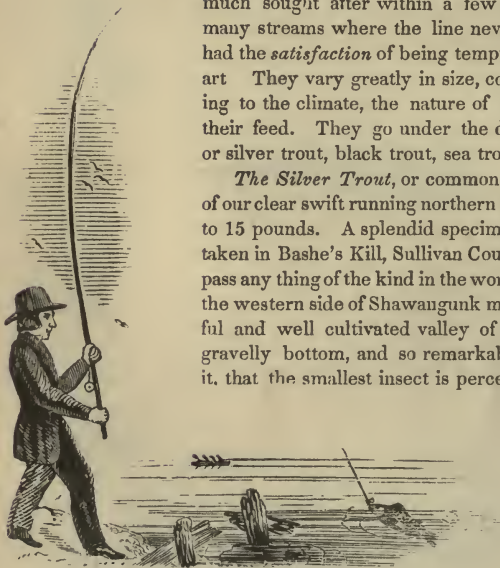 much sought after within a few
many streams where the line nev
had the satisfaction of being temp
art They vary greatly in size, co
ing to the climate, the nature of
their feed. They go under the d
or silver trout, black trout, sea tro
The Silver Trout, or common
of our clear swift running northern
to 15 pounds. A splendid specim
taken in Bashe's Kill, Sullivan Cou
pass any thing of the kind in the wor
the western side of Shawangunk m
ful and well cultivated valley of
gravelly bottom, and so remarkal
it. that the smallest insect is perce